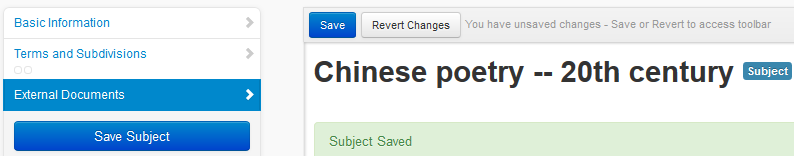 Basic Information
Terms and Subdivisions
External Documents
Save Subject
Save Revert Changes You have unsaved changes - Save or Revert to access toolbar
Chinese poetry -- 20th century Subject
Subject Saved